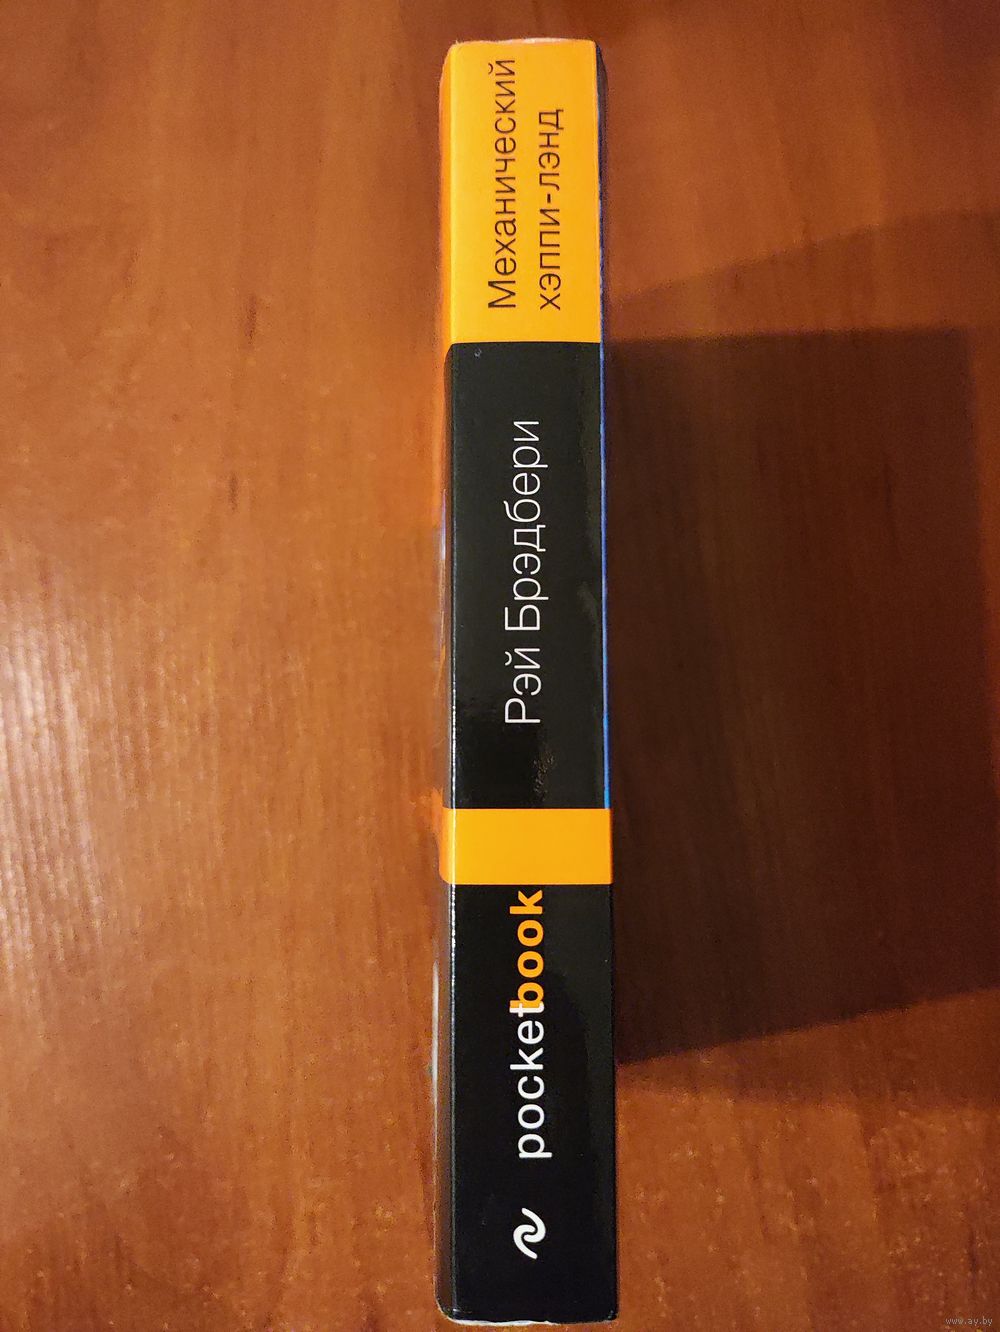 Механический
хэппи-лэнд
Рэй Брэдбери
pocketbook
www.ay.by